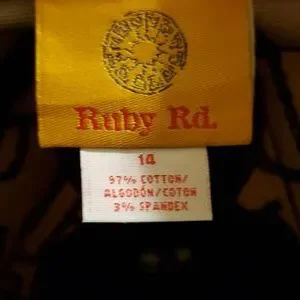 Ruby Rd.
14
97% COTTON/
ALGODÓN/COTON
3% SPANDEX